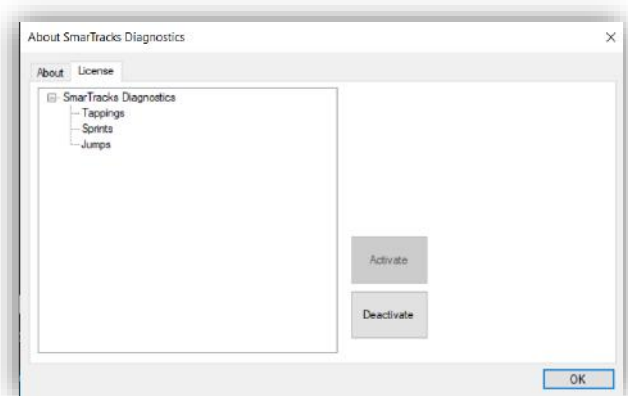 About SmarTracks Diagnostics
About License
SmarTracks Diagnostics
Tappings
Sprints
Jumps
Activate
Deactivate
OK